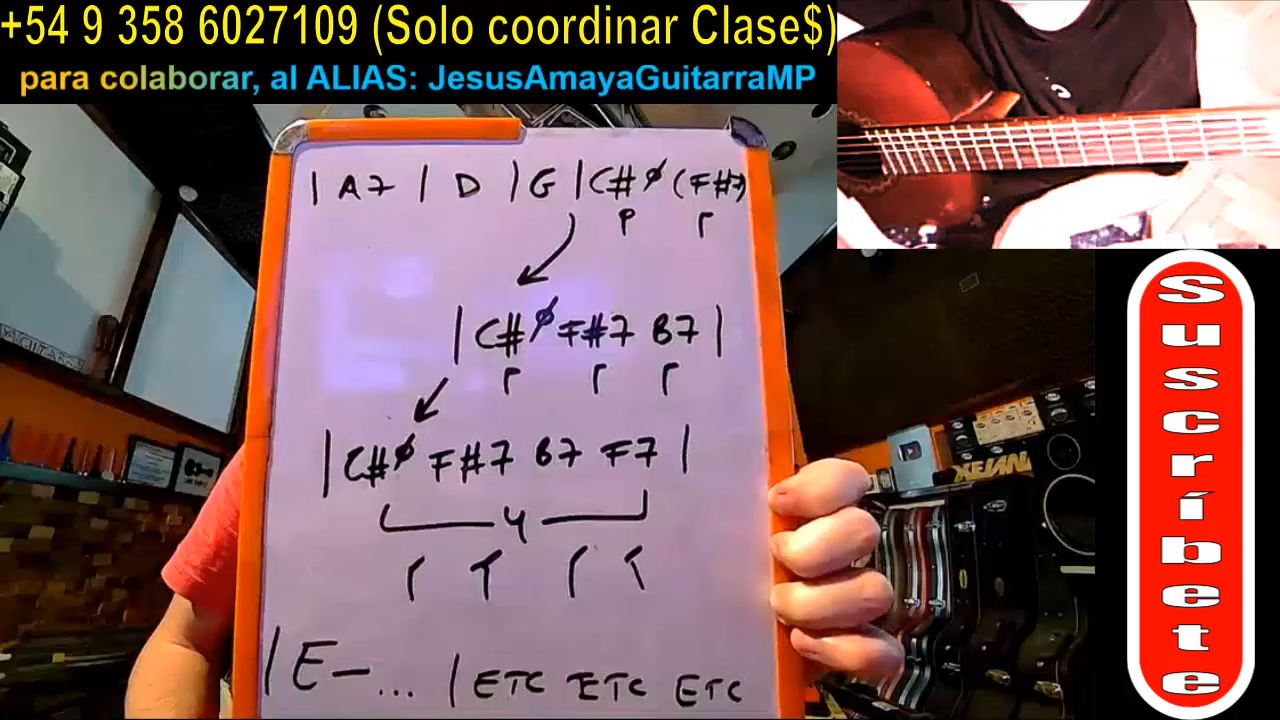 +54 9 358 6027109 (Solo coordinar Clase$)
para colaborar, al ALIAS: JesusAmayaGuitarraMP
| A7 | D | G | C#ø (F#7)
| C#ø F#7 B7 |
| C#ø F#7 B7 F7 |
4
| E–... | ETC ETC ETC
Suscríbete